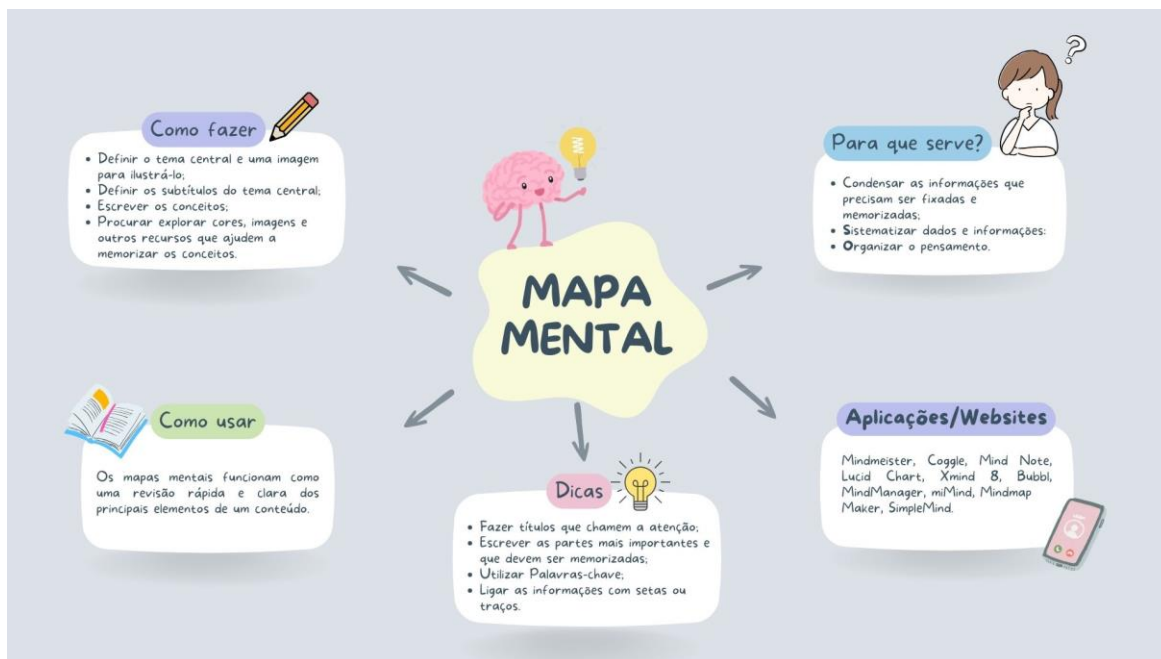 Como fazer
• Definir o tema central e uma imagem
para ilustrá-lo;
• Definir os subtítulos do tema central;
• Escrever os conceitos;
• Procurar explorar cores, imagens e
outros recursos que ajudem a
memorizar os conceitos.
Para que serve?
• Condensar as informações que
precisam ser fixadas e
memorizadas;
• Sistematizar dados e informações:
• Organizar o pensamento.
MAPA
MENTAL
Como usar
Os mapas mentais funcionam como
uma revisão rápida e clara dos
principais elementos de um conteúdo.
Dicas
• Fazer títulos que chamem a atenção;
• Escrever as partes mais importantes e
que devem ser memorizadas;
• Utilizar Palavras-chave;
• Ligar as informações com setas ou
traços.
Aplicações/Websites
Mindmeister, Coggle, Mind Note,
Lucid Chart, Xmind 8, Bubbl,
MindManager, miMind, Mindmap
Maker, SimpleMind.